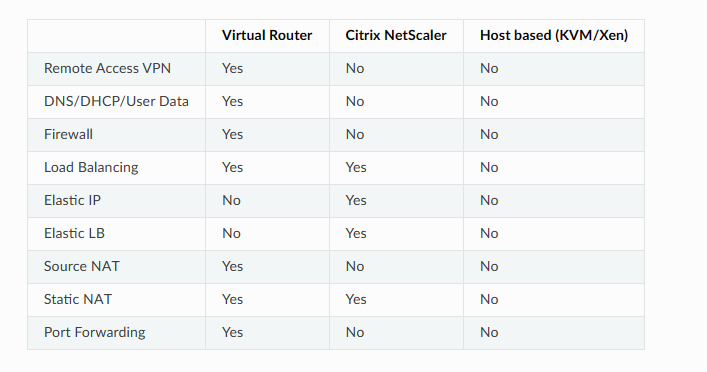 Virtual Router Citrix NetScaler Host based (KVM/Xen)
Remote Access VPN Yes No No
DNS/DHCP/User Data Yes No No
Firewall Yes No No
Load Balancing Yes Yes No
Elastic IP No Yes No
Elastic LB No Yes No
Source NAT Yes No No
Static NAT Yes Yes No
Port Forwarding Yes No No